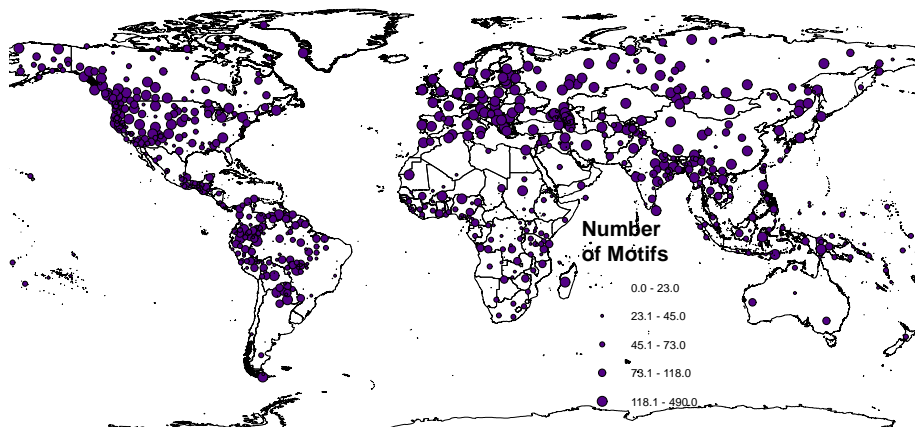 Number
of Motifs
0.0 - 23.0
23.1 - 45.0
45.1 - 73.0
73.1 - 118.0
118.1 - 490.0